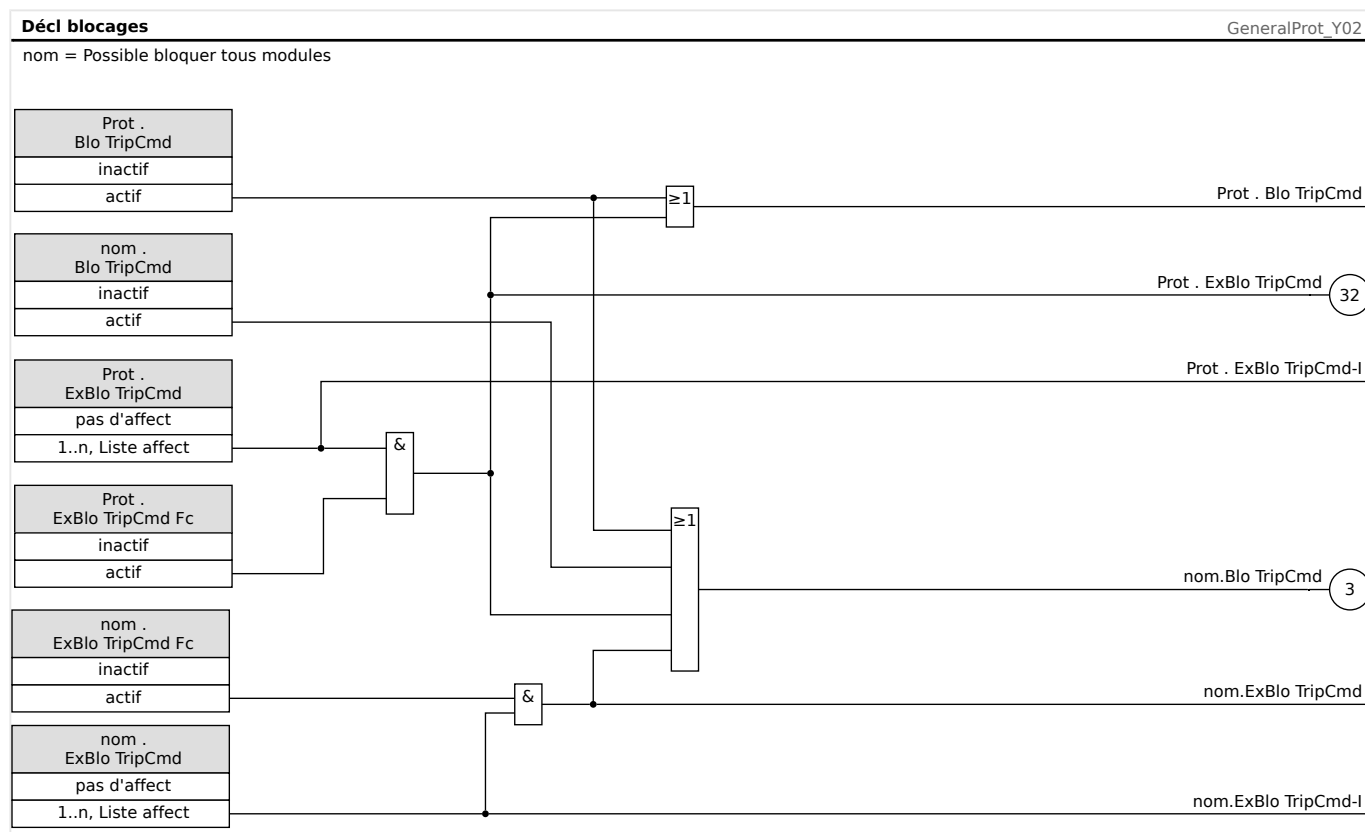 Décl blocages
GeneralProt_Y02
nom = Possible bloquer tous modules
Prot .
Blo TripCmd
inactif
actif
≥1
Prot . Blo TripCmd
nom .
Blo TripCmd
inactif
actif
Prot . ExBlo TripCmd
32
Prot .
ExBlo TripCmd
pas d'affect
1..n, Liste affect
Prot . ExBlo TripCmd-I
&
Prot .
ExBlo TripCmd Fc
inactif
actif
≥1
nom.Blo TripCmd
3
nom .
ExBlo TripCmd Fc
inactif
actif
&
nom.ExBlo TripCmd
nom .
ExBlo TripCmd
pas d'affect
1..n, Liste affect
nom.ExBlo TripCmd-I